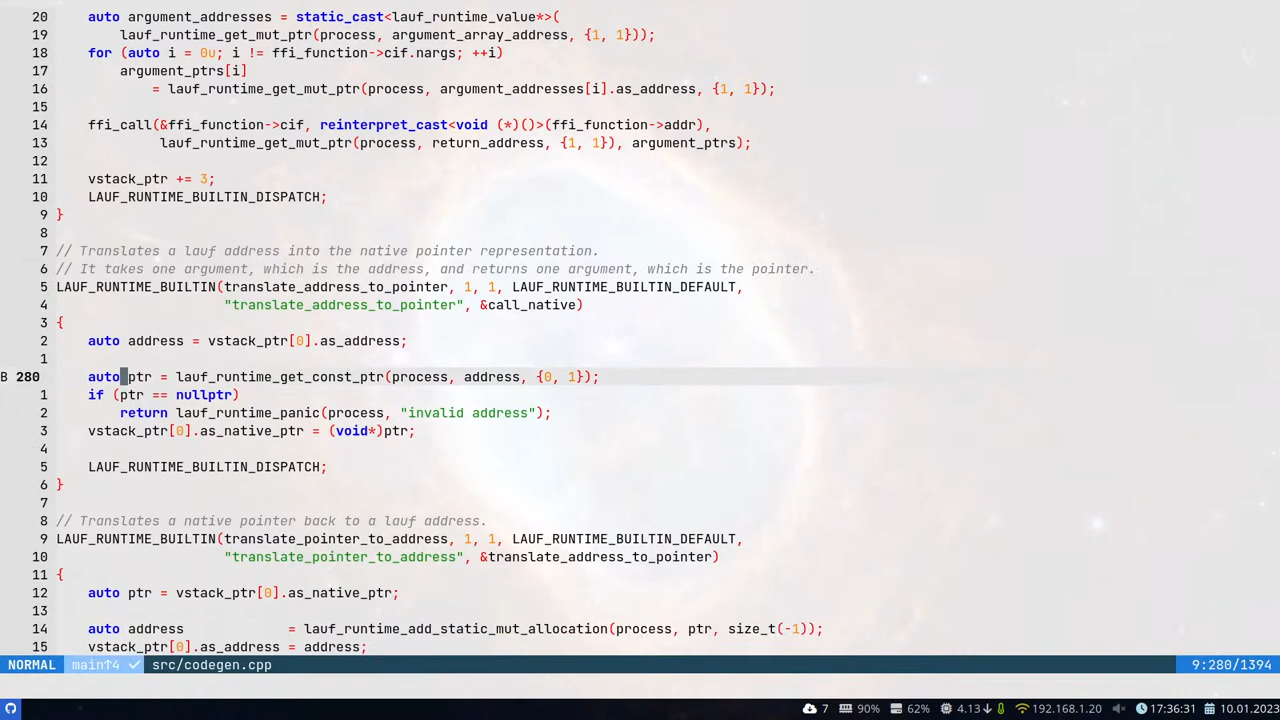 20 auto argument_addresses = static_cast<lauf_runtime_value*>(
19 lauf_runtime_get_mut_ptr(process, argument_array_address, {1, 1}));
18 for (auto i = 0u; i != ffi_function->cif.nargs; ++i)
17 argument_ptrs[i]
16 = lauf_runtime_get_mut_ptr(process, argument_addresses[i].as_address, {1, 1});
15
14 ffi_call(&ffi_function->cif, reinterpret_cast<void (*)()>(ffi_function->addr),
13 lauf_runtime_get_mut_ptr(process, return_address, {1, 1}), argument_ptrs);
12
11 vstack_ptr += 3;
10 LAUF_RUNTIME_BUILTIN_DISPATCH;
9 }
8
7 // Translates a lauf address into the native pointer representation.
6 // It takes one argument, which is the address, and returns one argument, which is the pointer.
5 LAUF_RUNTIME_BUILTIN(translate_address_to_pointer, 1, 1, LAUF_RUNTIME_BUILTIN_DEFAULT,
4 "translate_address_to_pointer", &call_native)
3 {
2 auto address = vstack_ptr[0].as_address;
1
B 280 auto ptr = lauf_runtime_get_const_ptr(process, address, {0, 1});
1 if (ptr == nullptr)
2 return lauf_runtime_panic(process, "invalid address");
3 vstack_ptr[0].as_native_ptr = (void*)ptr;
4
5 LAUF_RUNTIME_BUILTIN_DISPATCH;
6 }
7
8 // Translates a native pointer back to a lauf address.
9 LAUF_RUNTIME_BUILTIN(translate_pointer_to_address, 1, 1, LAUF_RUNTIME_BUILTIN_DEFAULT,
10 "translate_pointer_to_address", &translate_address_to_pointer)
11 {
12 auto ptr = vstack_ptr[0].as_native_ptr;
13
14 auto address = lauf_runtime_add_static_mut_allocation(process, ptr, size_t(-1));
15 vstack_ptr[0].as_address = address;
NORMAL main↑4 ✓ src/codegen.cpp 9:280/1394
7 90% 62% 4.13 192.168.1.20 17:36:31 10.01.2023